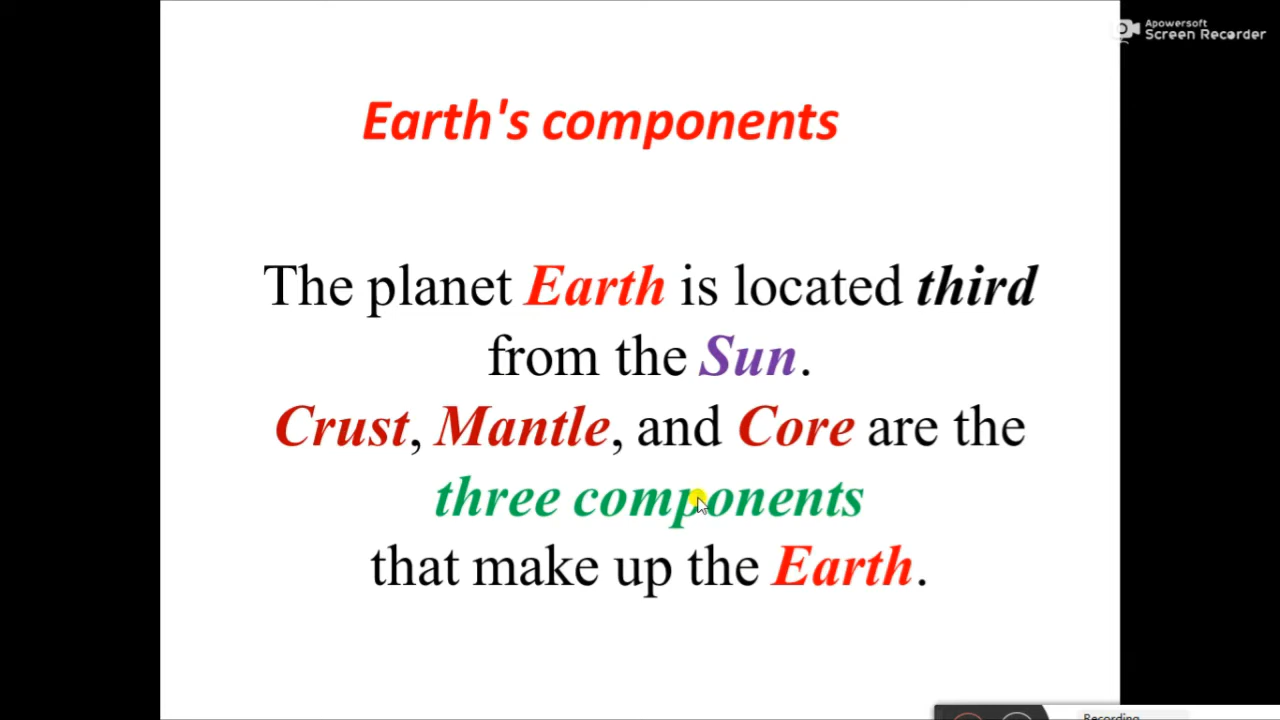 Apowersoft
Screen Recorder
Earth's components
The planet Earth is located third
from the Sun.
Crust, Mantle, and Core are the
three components
that make up the Earth.
Recording